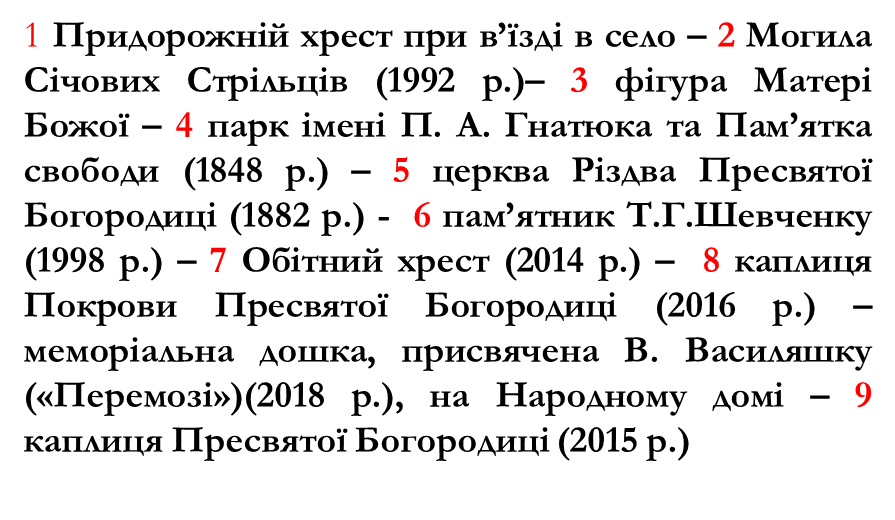 1 Придорожній хрест при в’їзді в село – 2 Могила
Січових Стрільців (1992 р.)– 3 фігура Матері
Божої – 4 парк імені П. А. Гнатюка та Пам’ятка
свободи (1848 р.) – 5 церква Різдва Пресвятої
Богородиці (1882 р.) - 6 пам’ятник Т.Г.Шевченку
(1998 р.) – 7 Обітний хрест (2014 р.) – 8 каплиця
Покрови Пресвятої Богородиці (2016 р.) –
меморіальна дошка, присвячена В. Василяшку
(«Перемозі»)(2018 р.), на Народному домі – 9
каплиця Пресвятої Богородиці (2015 р.)